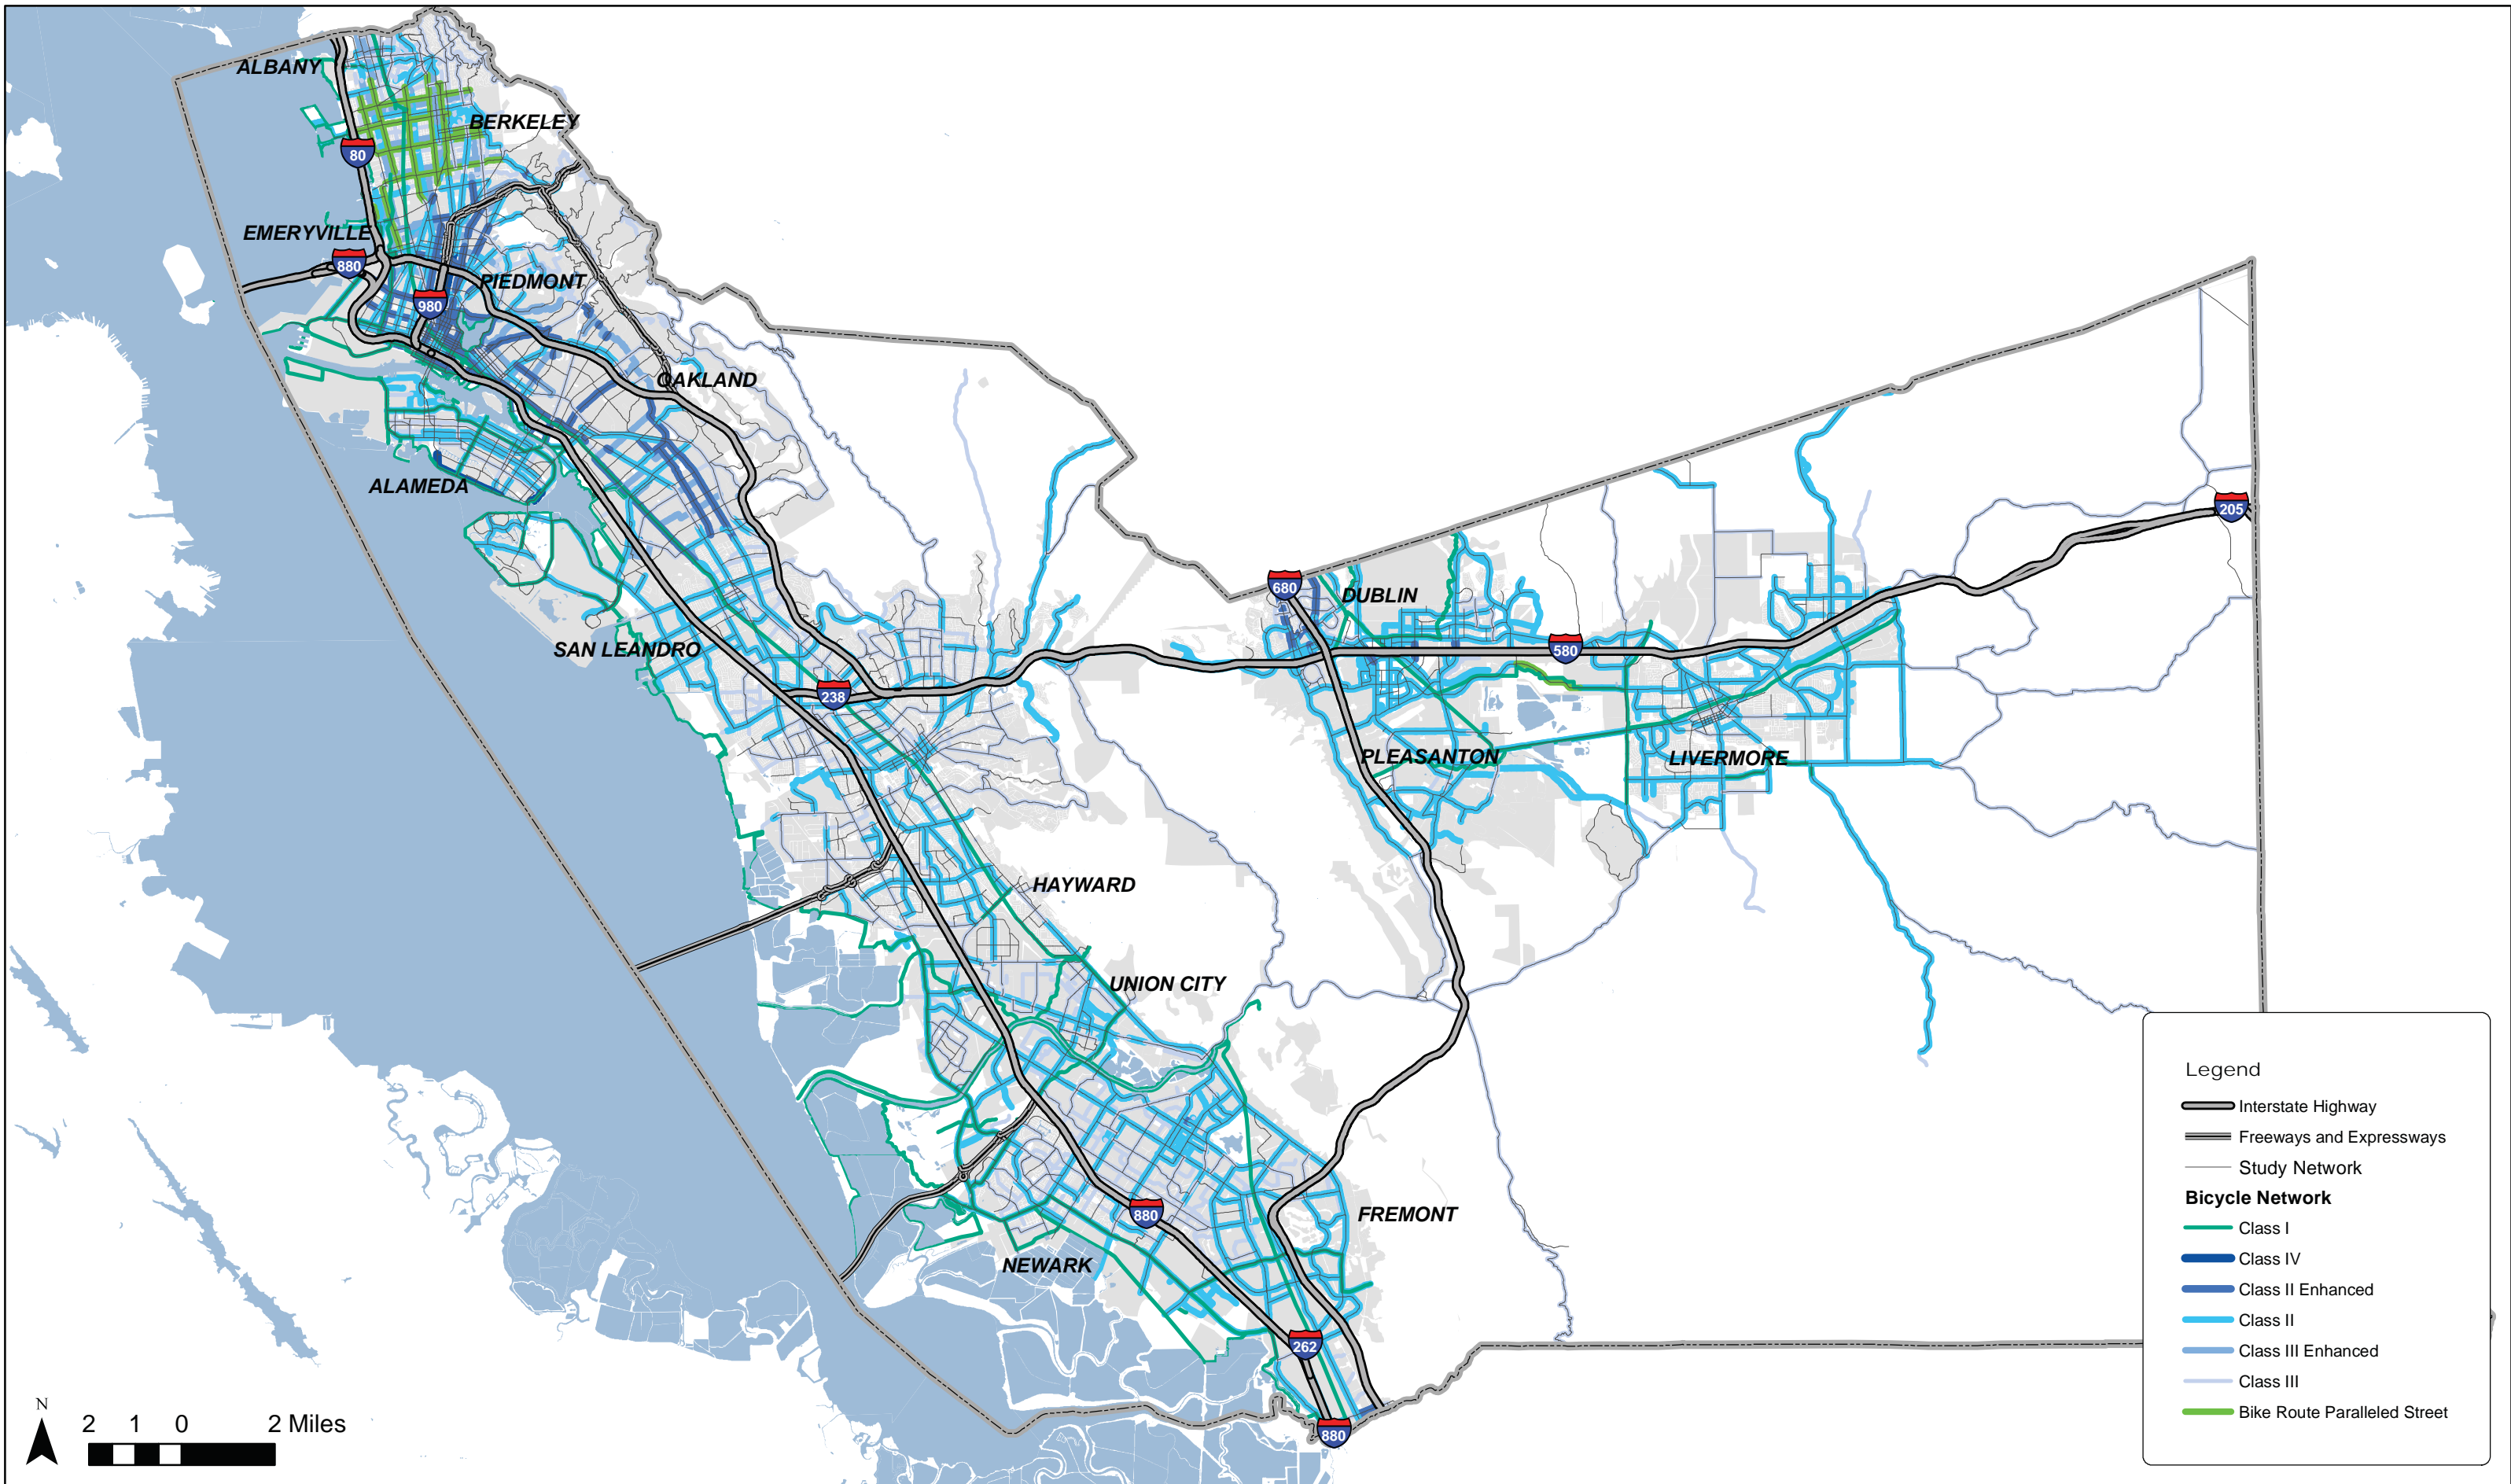 ALBANY
BERKELEY
80
EMERYVILLE
880
PIEDMONT
980
OAKLAND
ALAMEDA
205
680
DUBLIN
SAN LEANDRO
580
238
PLEASANTON
LIVERMORE
HAYWARD
UNION CITY
880
FREMONT
NEWARK
262
880
Legend
Interstate Highway
Freeways and Expressways
Study Network
Bicycle Network
Class I
Class IV
Class II Enhanced
Class II
Class III Enhanced
Class III
Bike Route Paralleled Street
N
2 1 0 2 Miles